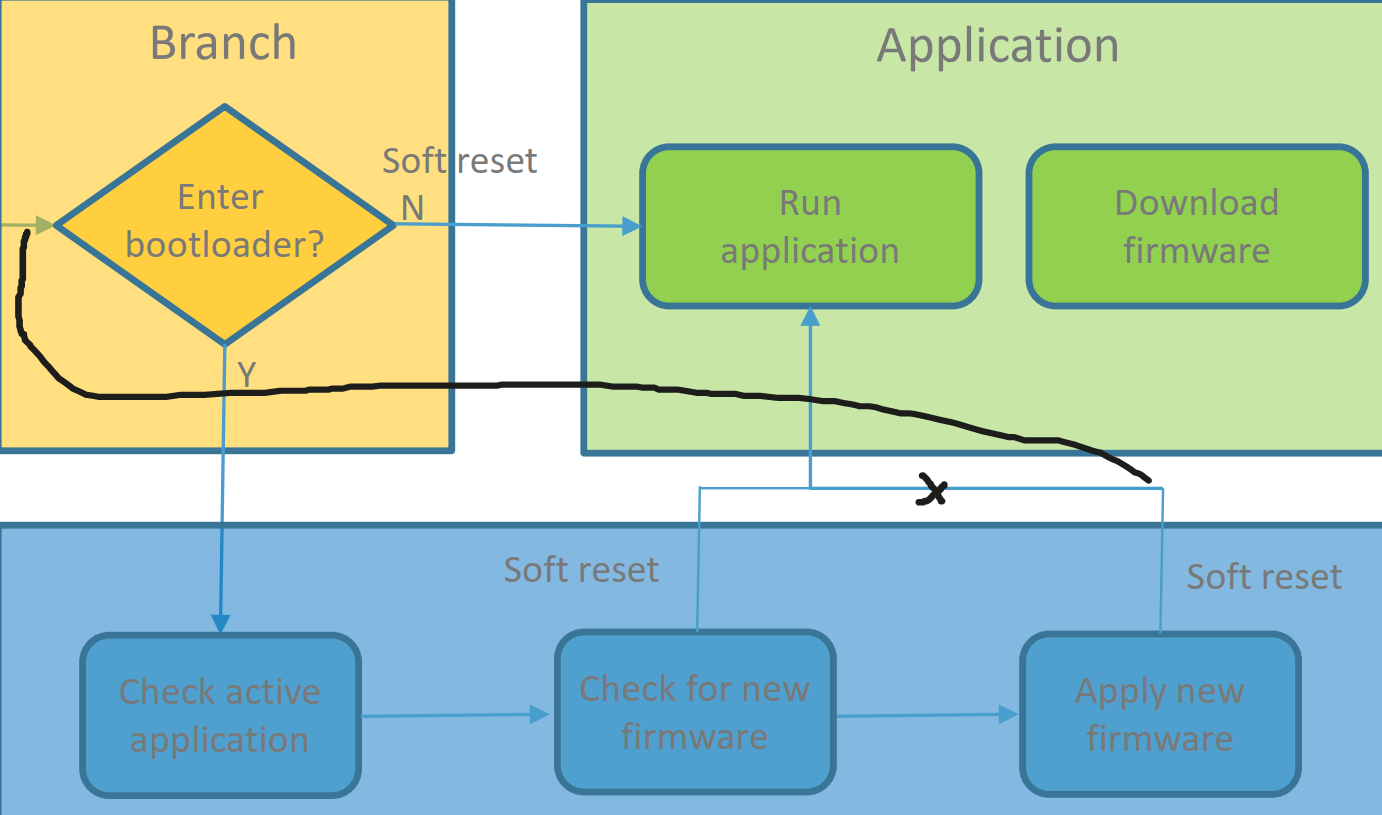 Branch
Application
Soft reset
N
Enter
bootloader?
Run
application
Download
firmware
Y
Soft reset
Soft reset
Check active
application
Check for new
firmware
Apply new
firmware